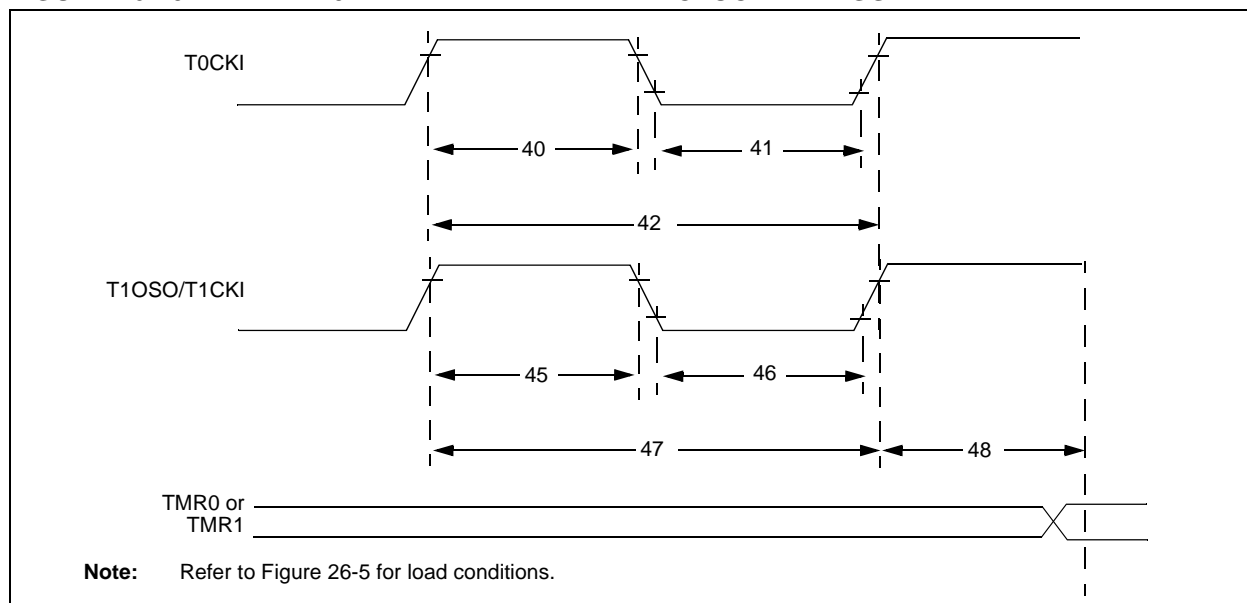 T0CKI
40
41
42
T1OSO/T1CKI
45
46
47
48
TMR0 or
TMR1
Note: Refer to Figure 26-5 for load conditions.